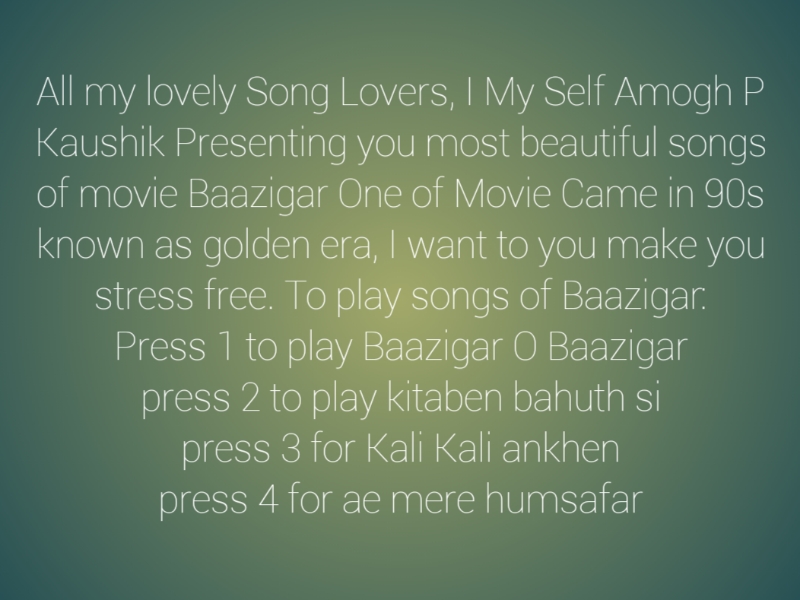 All my lovely Song Lovers, I My Self Amogh P
Kaushik Presenting you most beautiful songs
of movie Baazigar One of Movie Came in 90s
known as golden era, I want to you make you
stress free. To play songs of Baazigar:
Press 1 to play Baazigar O Baazigar
press 2 to play kitaben bahuth si
press 3 for Kali Kali ankhen
press 4 for ae mere humsafar